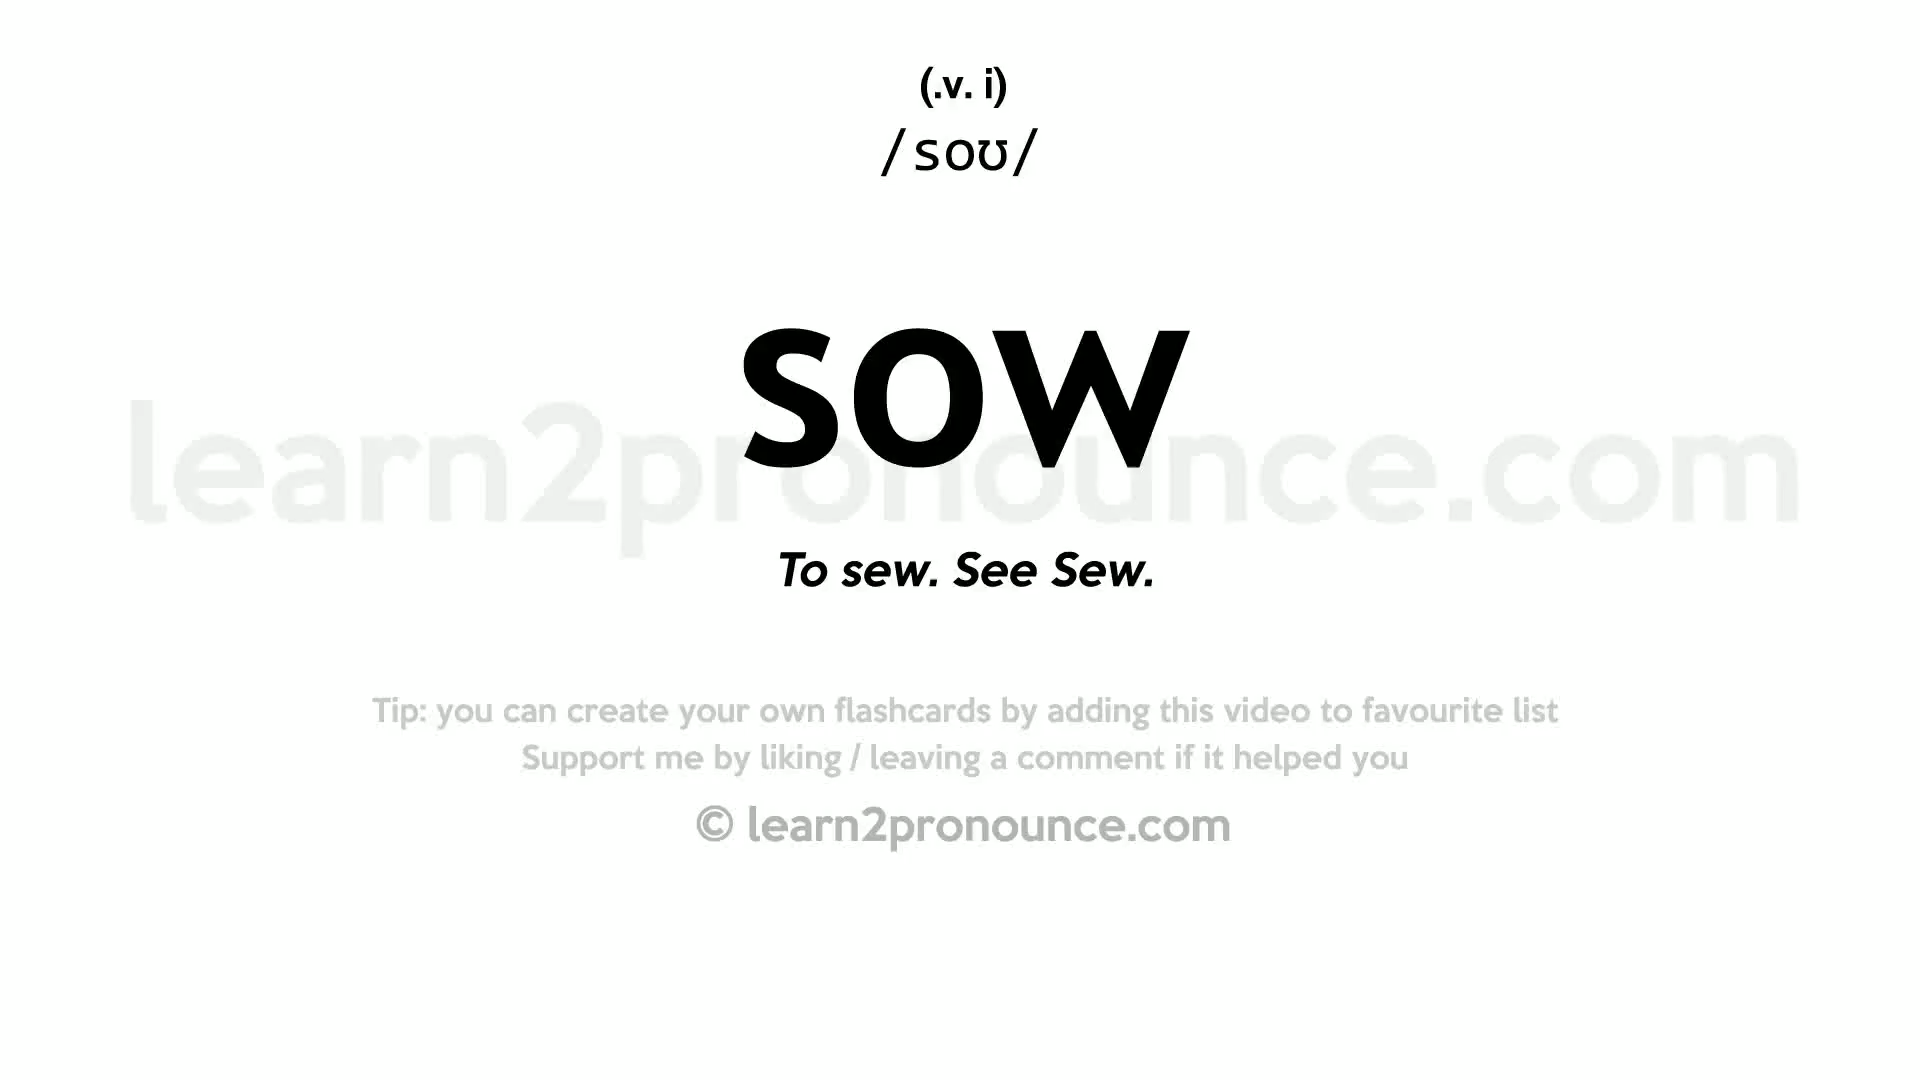 (.v. i)
/soʊ/
sow
learn2pronounce.com
To sew. See Sew.
Tip: you can create your own flashcards by adding this video to favourite list
Support me by liking / leaving a comment if it helped you
© learn2pronounce.com